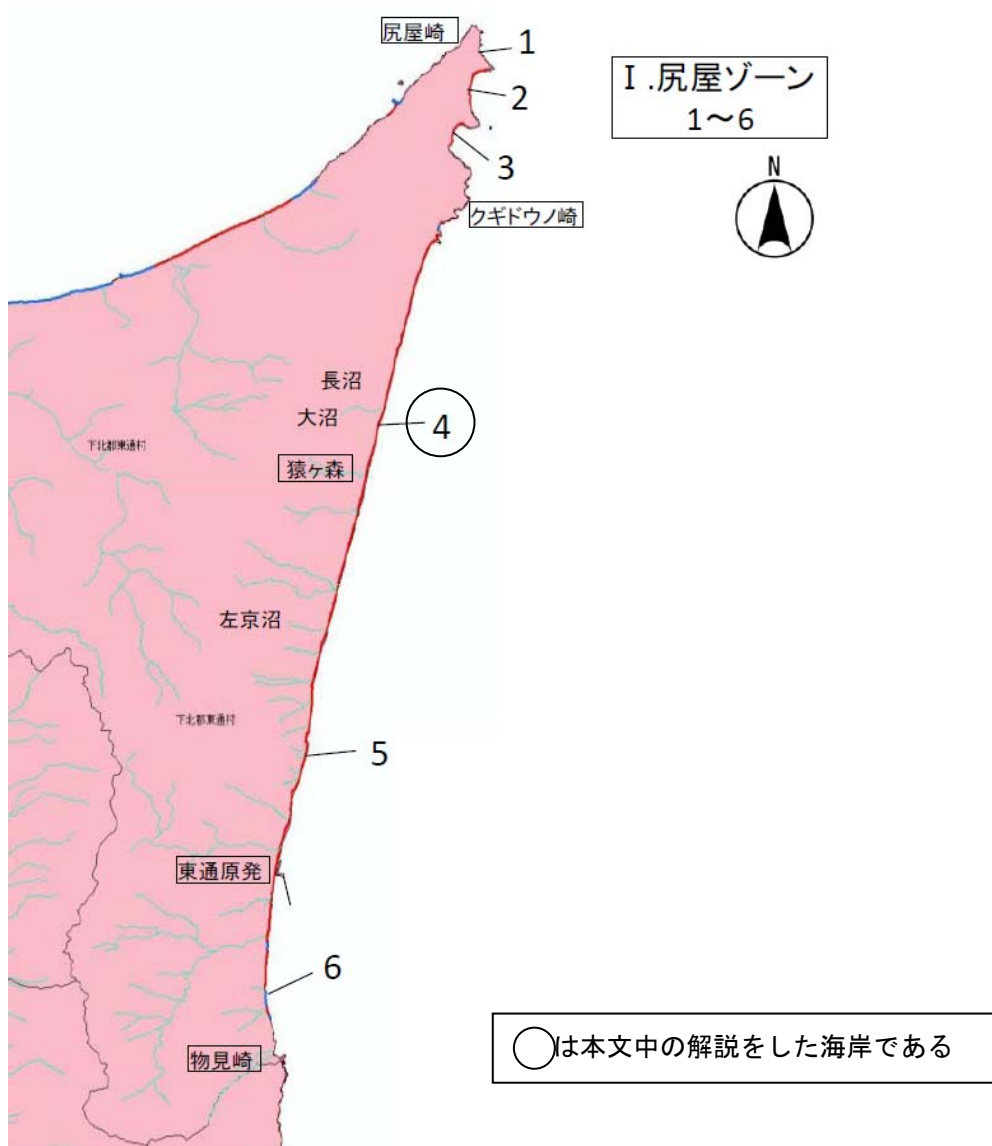 尻屋崎
1
Ⅰ.尻屋ゾーン
1～6
2
3
N
クギドウノ崎
長沼
大沼
4
下北郡東通村
猿ヶ森
左京沼
下北郡東通村
5
東通原発
6
○は本文中の解説をした海岸である
物見崎